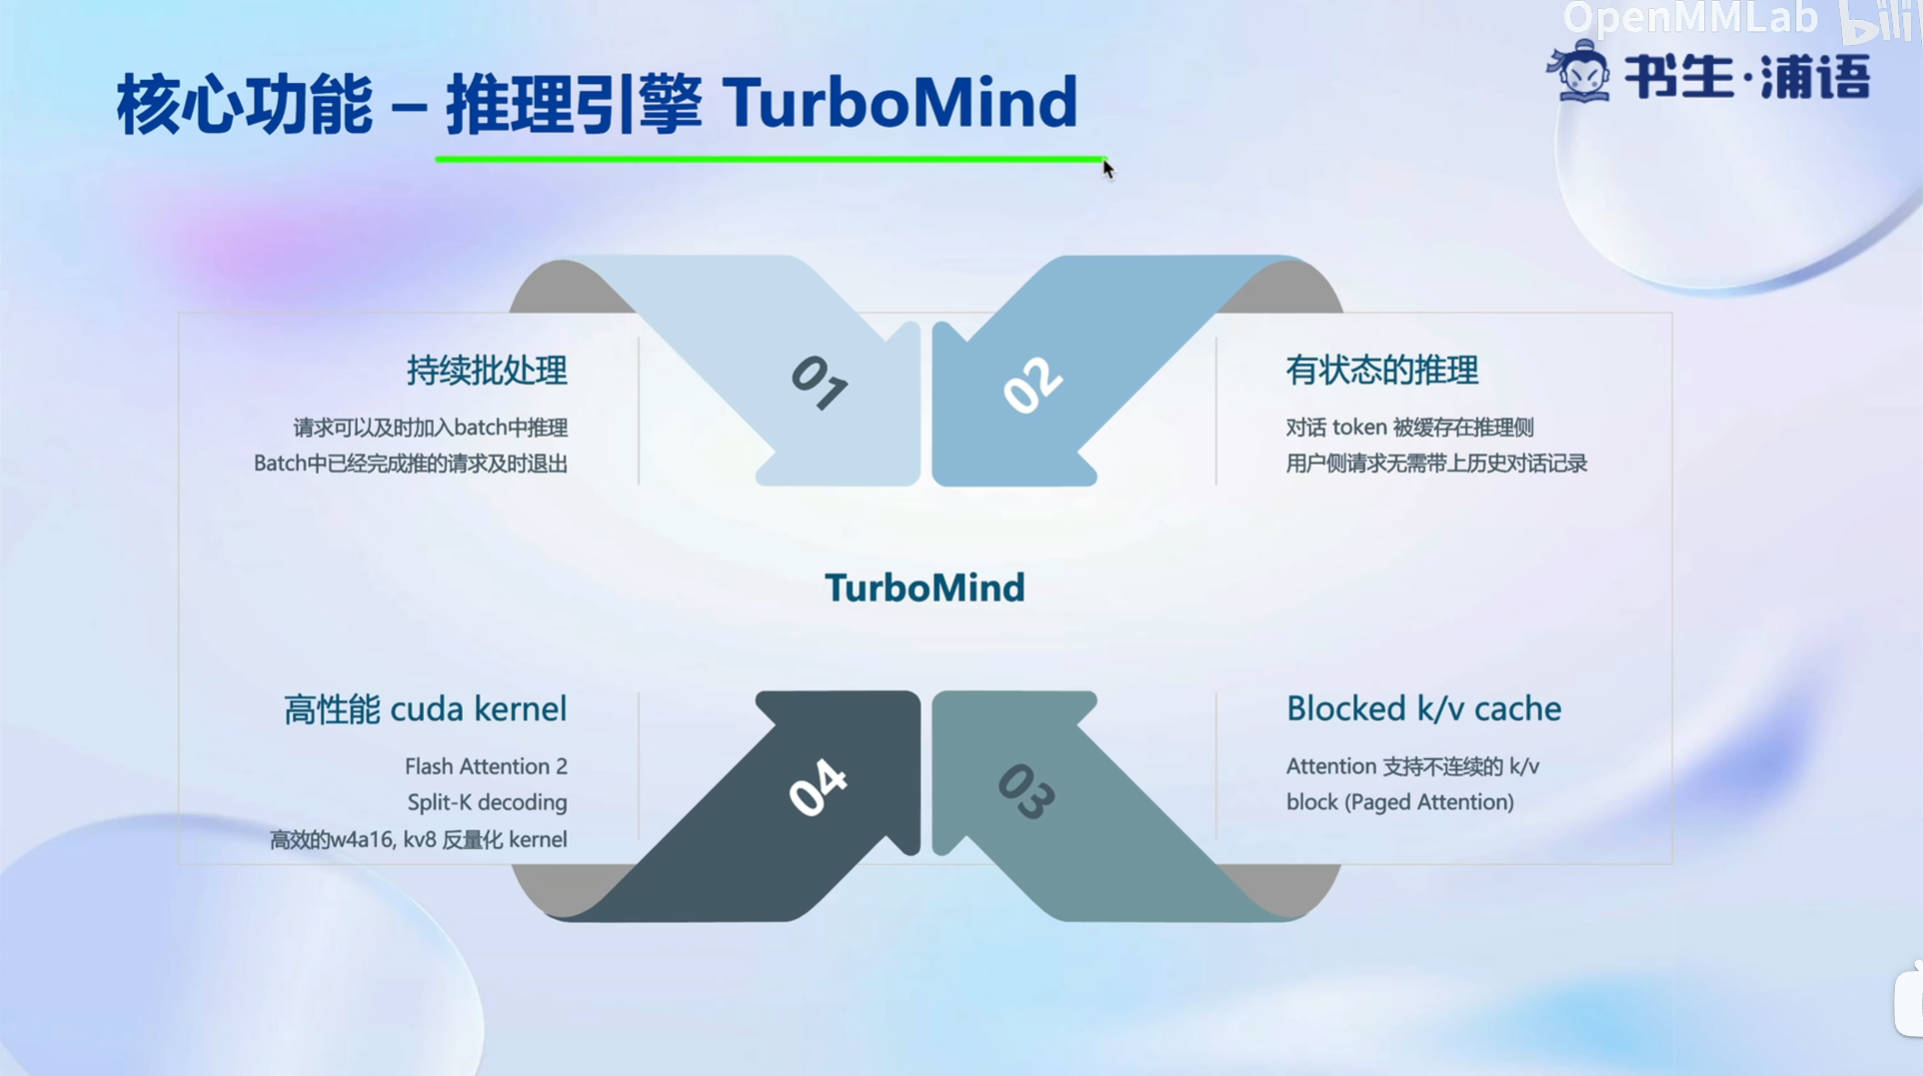 OpenMMLab bili
书生·浦语
核心功能 – 推理引擎 TurboMind
01
持续批处理
请求可以及时加入batch中推理
Batch中已经完成推的请求及时退出
02
有状态的推理
对话 token 被缓存在推理侧
用户侧请求无需带上历史对话记录
TurboMind
04
高性能 cuda kernel
Flash Attention 2
Split-K decoding
高效的w4a16, kv8 反量化 kernel
03
Blocked k/v cache
Attention 支持不连续的 k/v
block (Paged Attention)